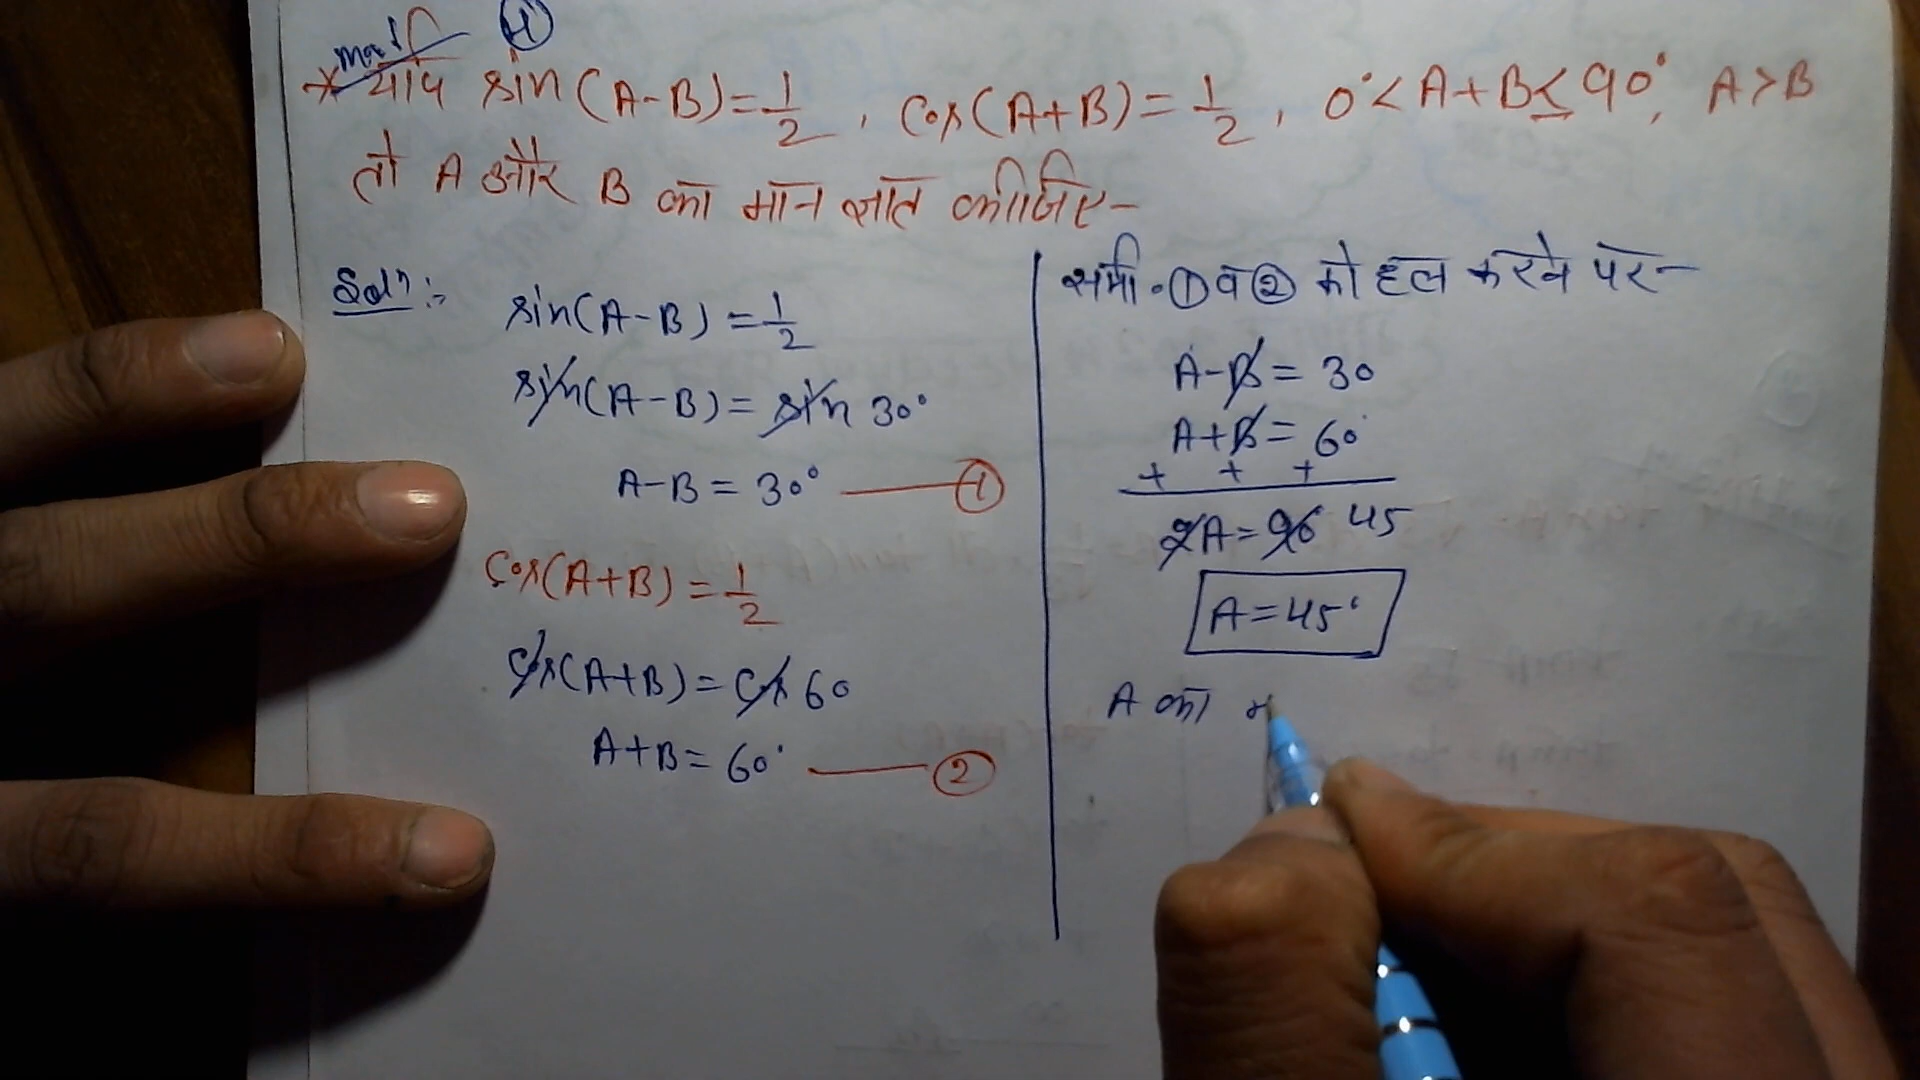 ④
* यदि sin(A-B)=1/2, cos(A+B)=1/2, 0°<A+B≤90°, A>B
तो A और B का मान ज्ञात कीजिए-
Solⁿ:-
sin(A-B)=1/2
sin(A-B)=sin 30°
A-B=30° ①
cos(A+B)=1/2
cos(A+B)=cos 60
A+B=60° ②
समी. ① व ② को हल करने पर-
A-B=30
A+B=60°
+ + +
2A=90 45
A=45°
A का